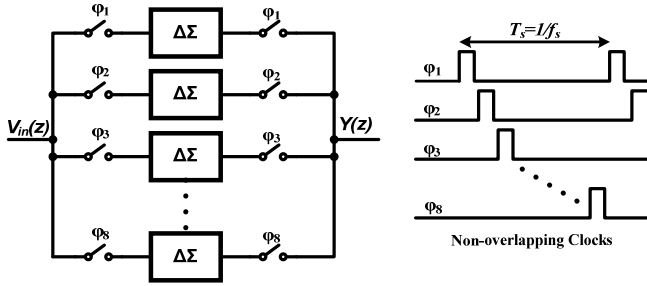 φ1 ΔΣ φ1
φ2 ΔΣ φ2
Vin(z) φ3 ΔΣ φ3 Y(z)
φ8 ΔΣ φ8
Ts=1/fs
φ1
φ2
φ3
φ8
Non-overlapping Clocks